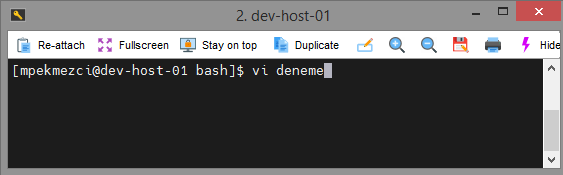 2. dev-host-01
Re-attach Fullscreen Stay on top Duplicate Hide
[mpekmezci@dev-host-01 bash]$ vi deneme